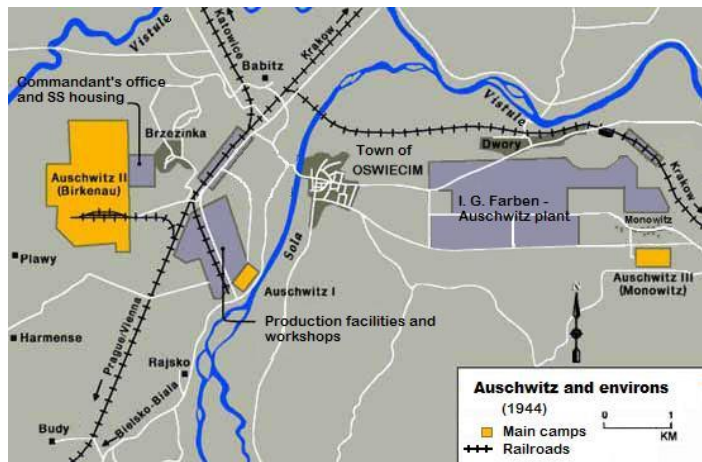 Vistule
Katowice
Krakow
Babitz
Commandant's office
and SS housing
Brzezinka
Vistule
Dwory
Town of
OSWIECIM
Krakow
Auschwitz II
(Birkenau)
I. G. Farben -
Auschwitz plant
Monowitz
Plawy
Sola
Auschwitz I
Auschwitz III
(Monowitz)
N
Production facilities and
workshops
Harmense
Prague/Vienna
Rajsko
Bielsko-Biala
Budy
Auschwitz and environs
(1944)
0 1
KM
Main camps
Railroads